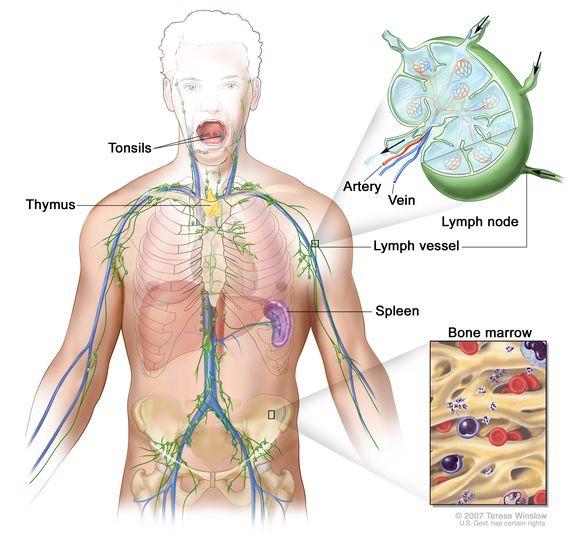 Tonsils
Thymus
Artery
Vein
Lymph node
Lymph vessel
Spleen
Bone marrow
© 2007 Terese Winslow
U.S. Govt. has certain rights